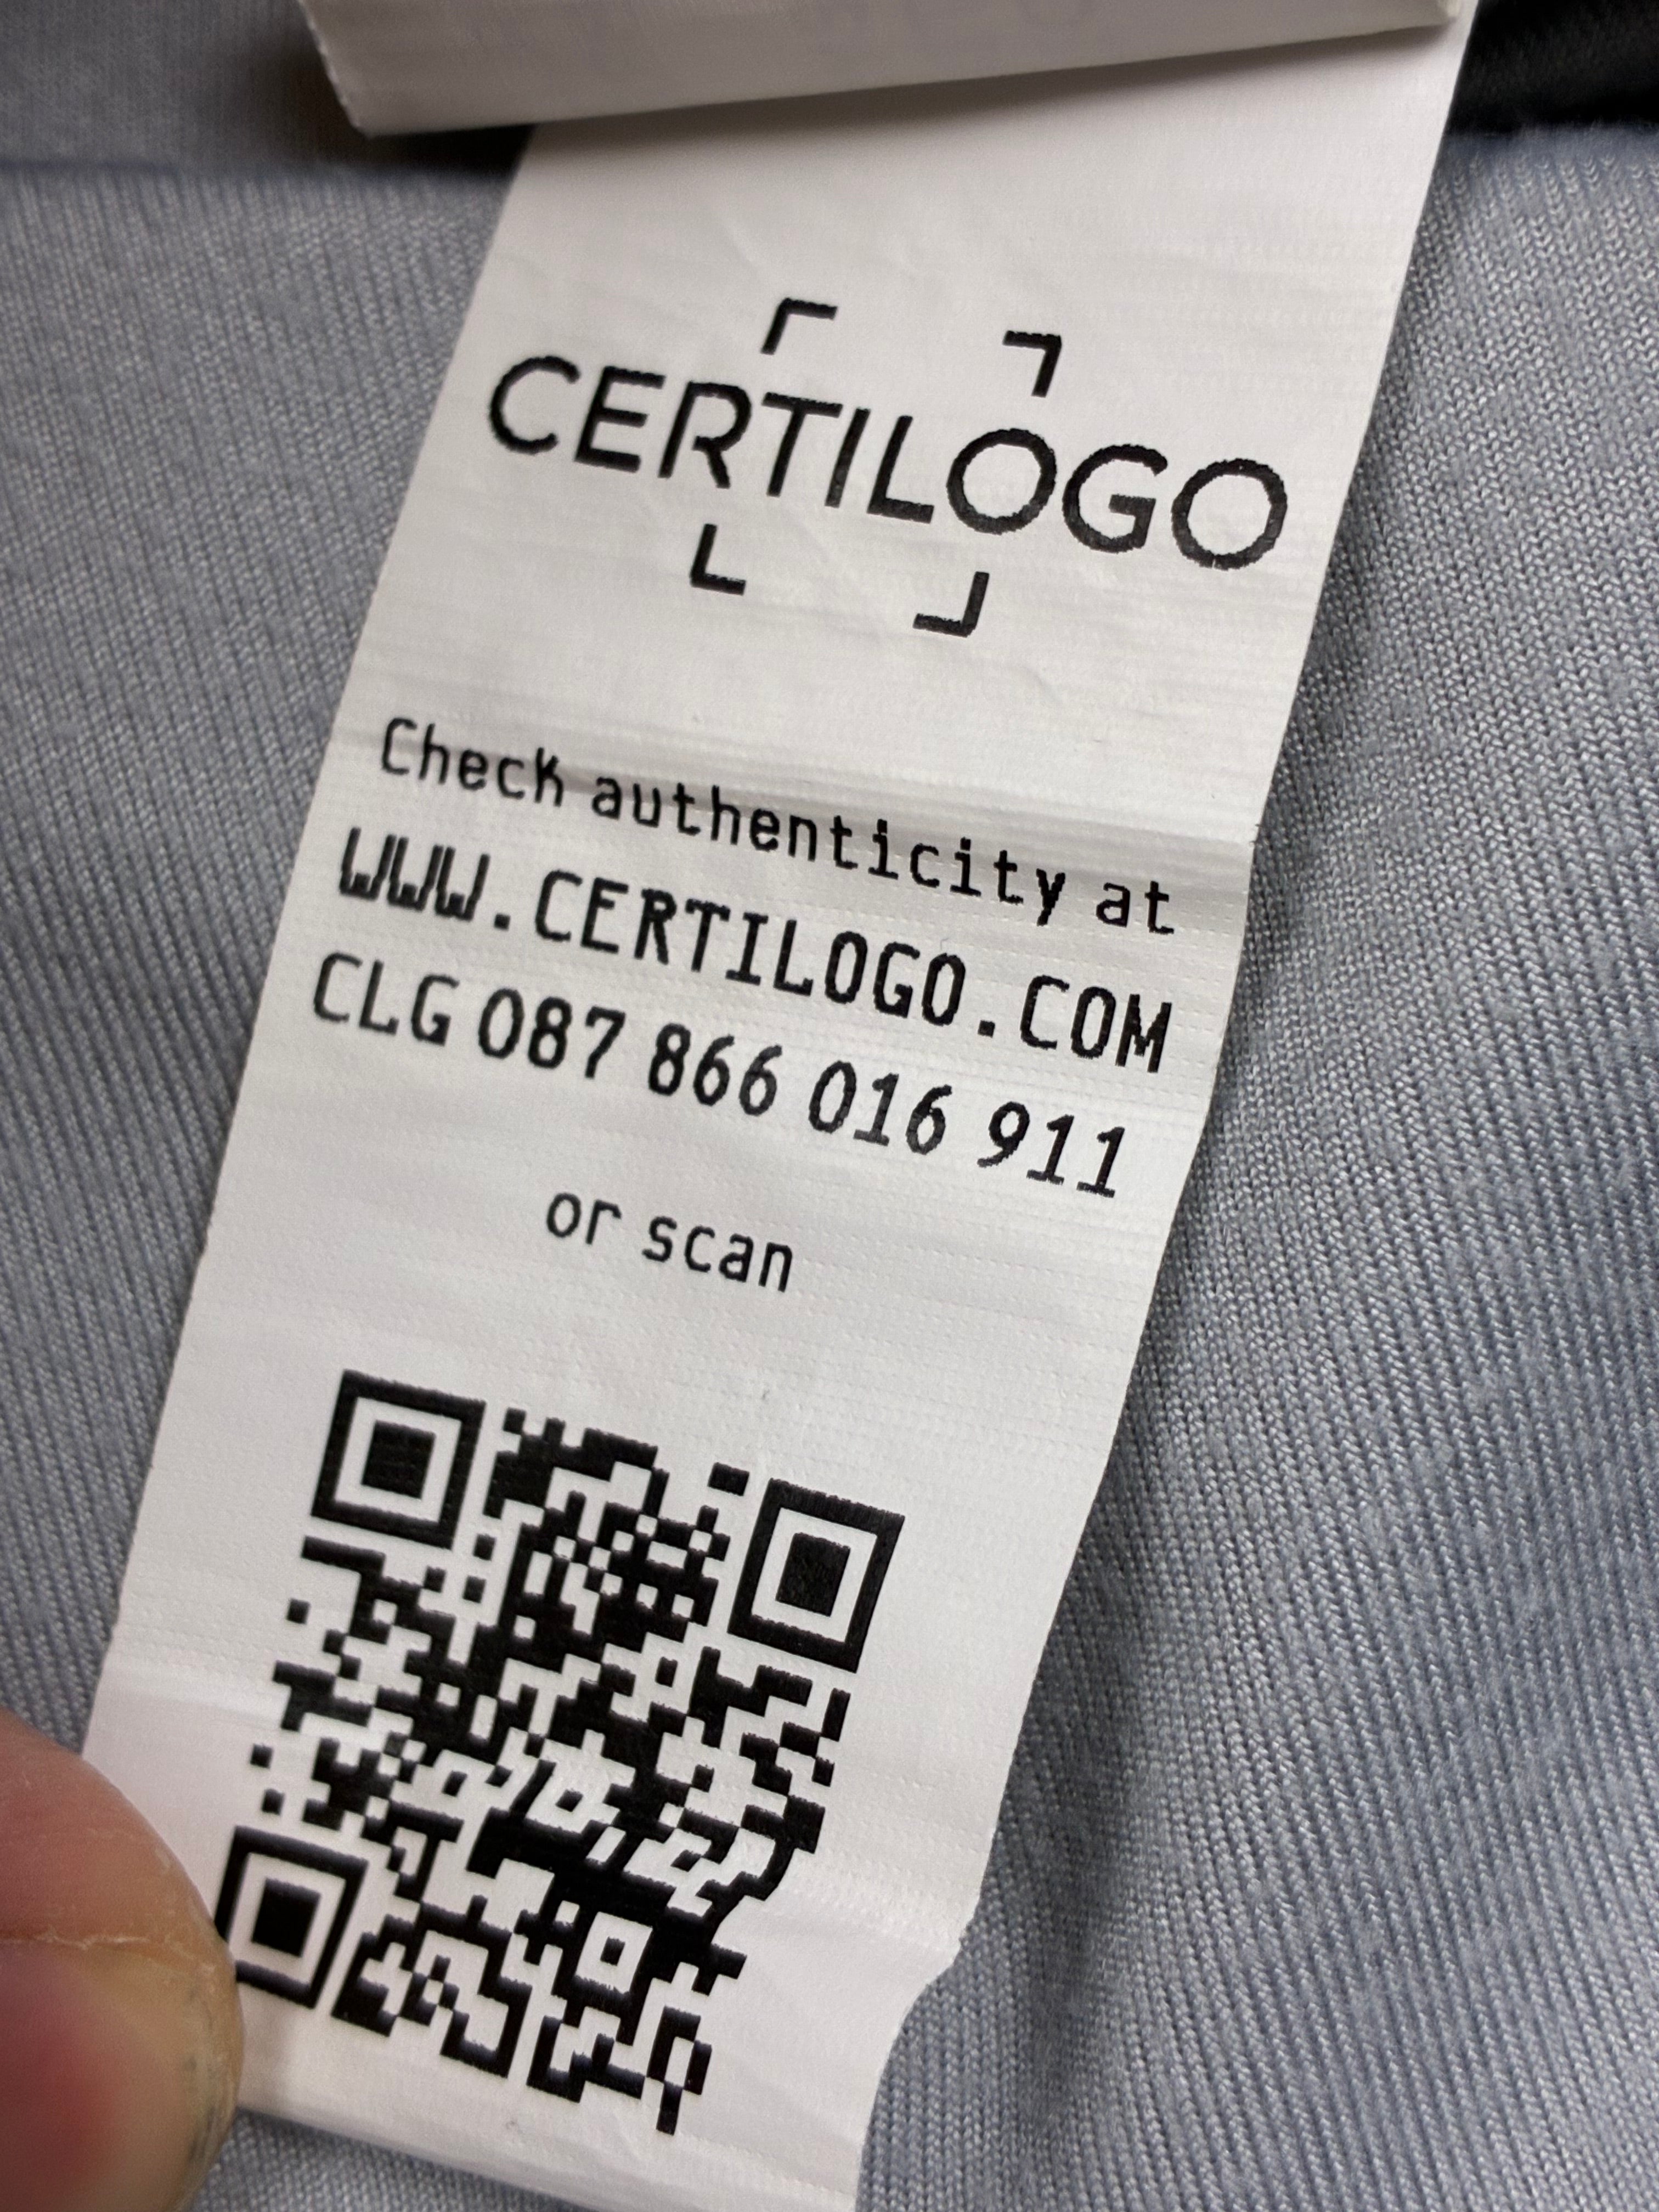 CERTILOGO
Check authenticity at
WWW.CERTILOGO.COM
CLG 087 866 016 911
or scan